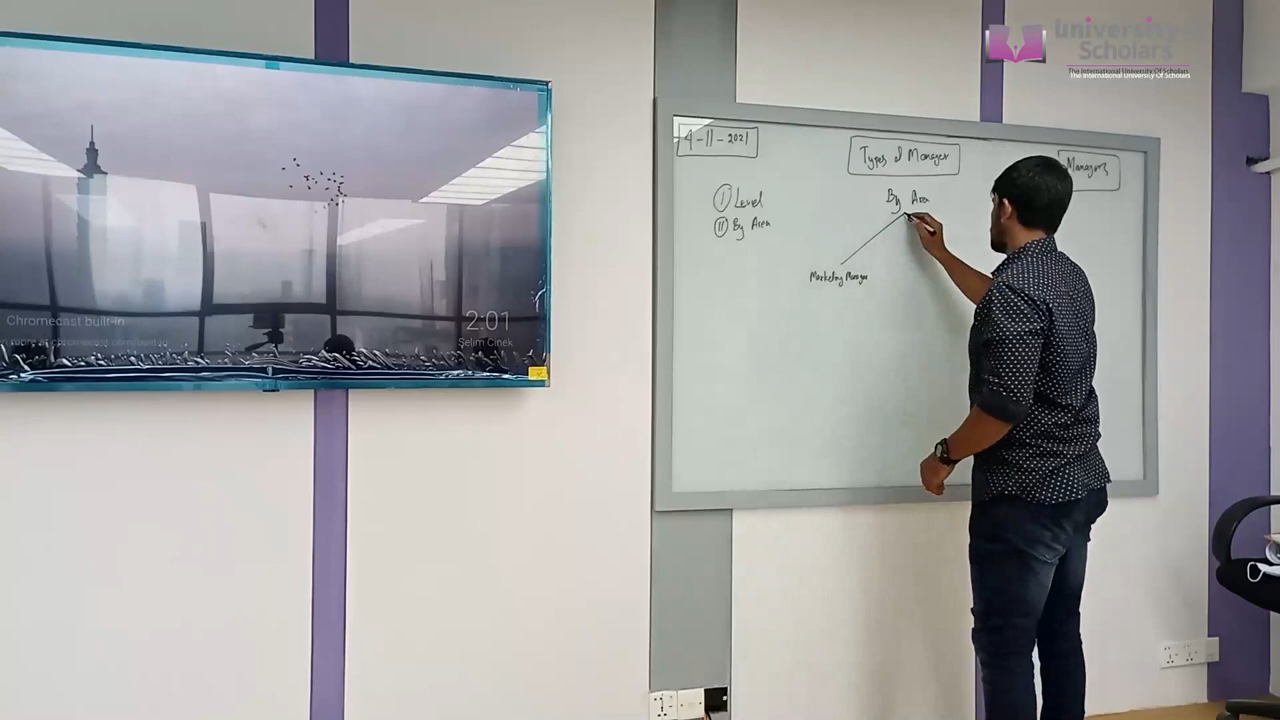 University
Scholars
The International University Of Scholars
4-11-2021
Types of Manager
Managers
I Level
II By Area
By Area
Marketing Manager
Chromecast built-in
2:01
Selim Cinek